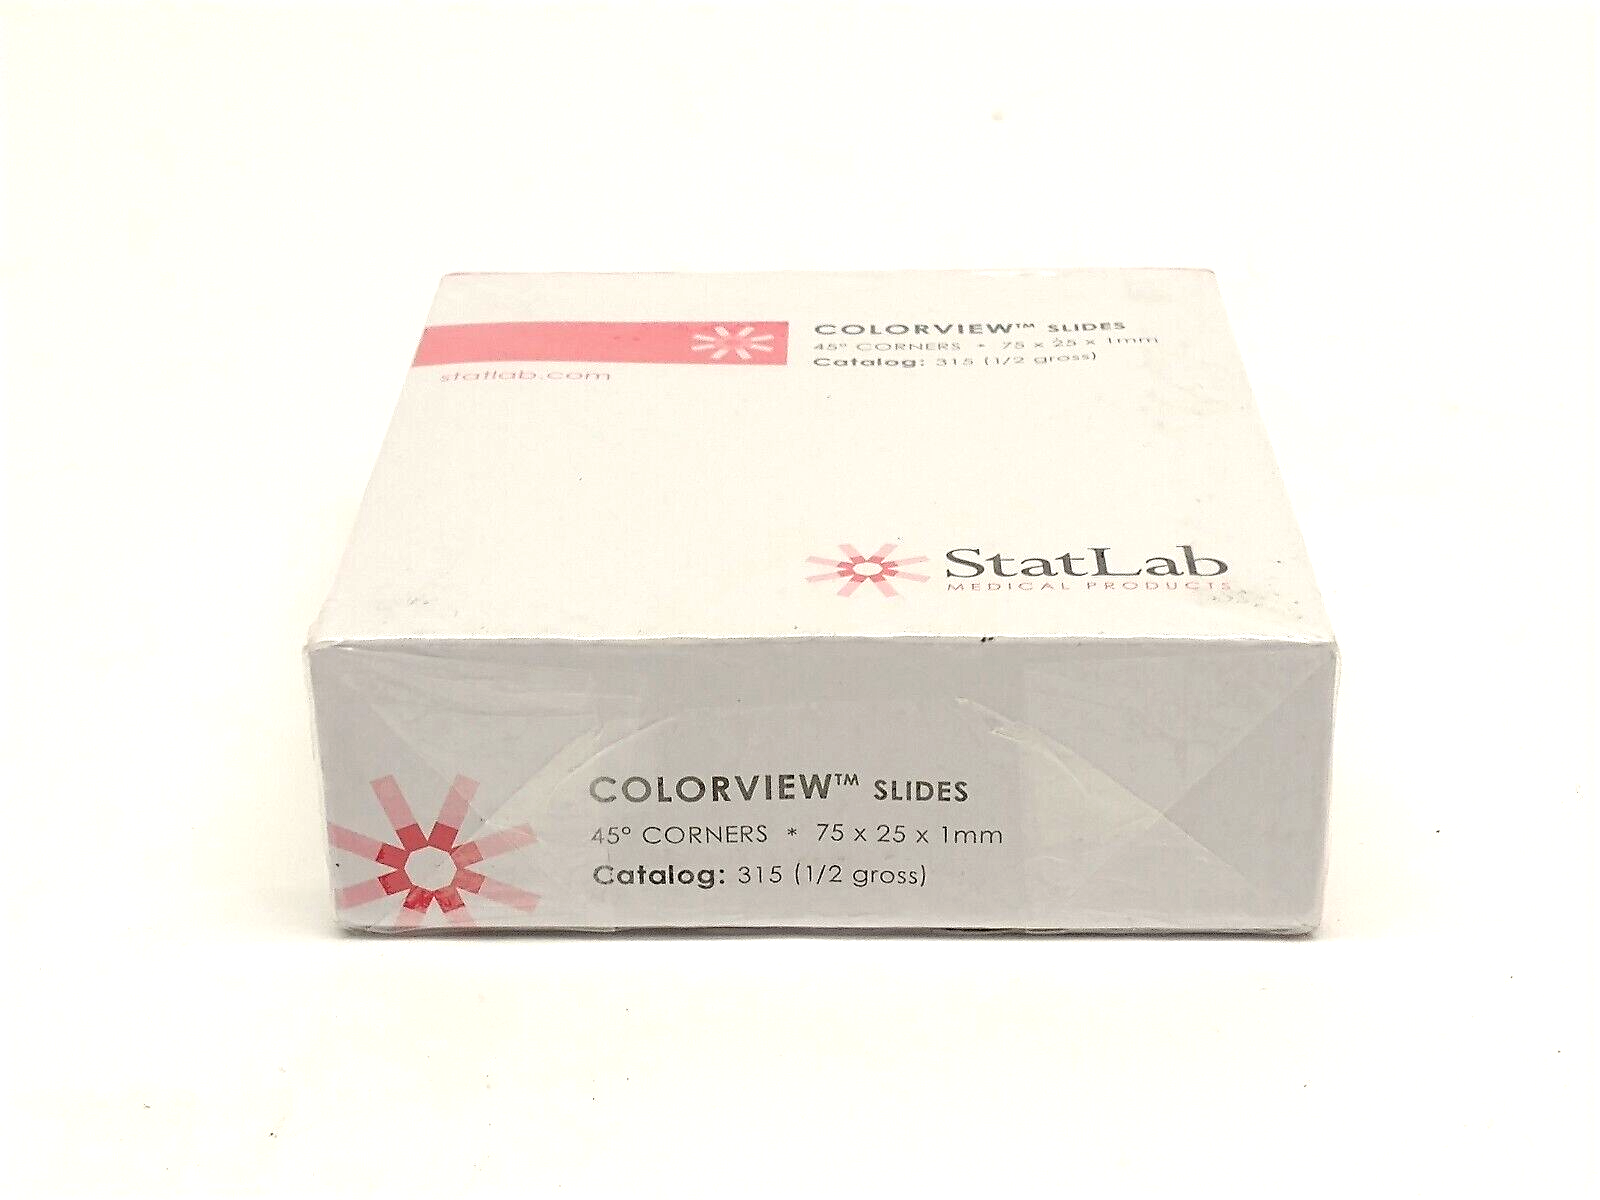 COLORVIEW™ SLIDES
45° CORNERS * 75 x 25 x 1mm
Catalog: 315 (1/2 gross)
statlab.com
StatLab
MEDICAL PRODUCTS
COLORVIEW™ SLIDES
45° CORNERS * 75 x 25 x 1mm
Catalog: 315 (1/2 gross)